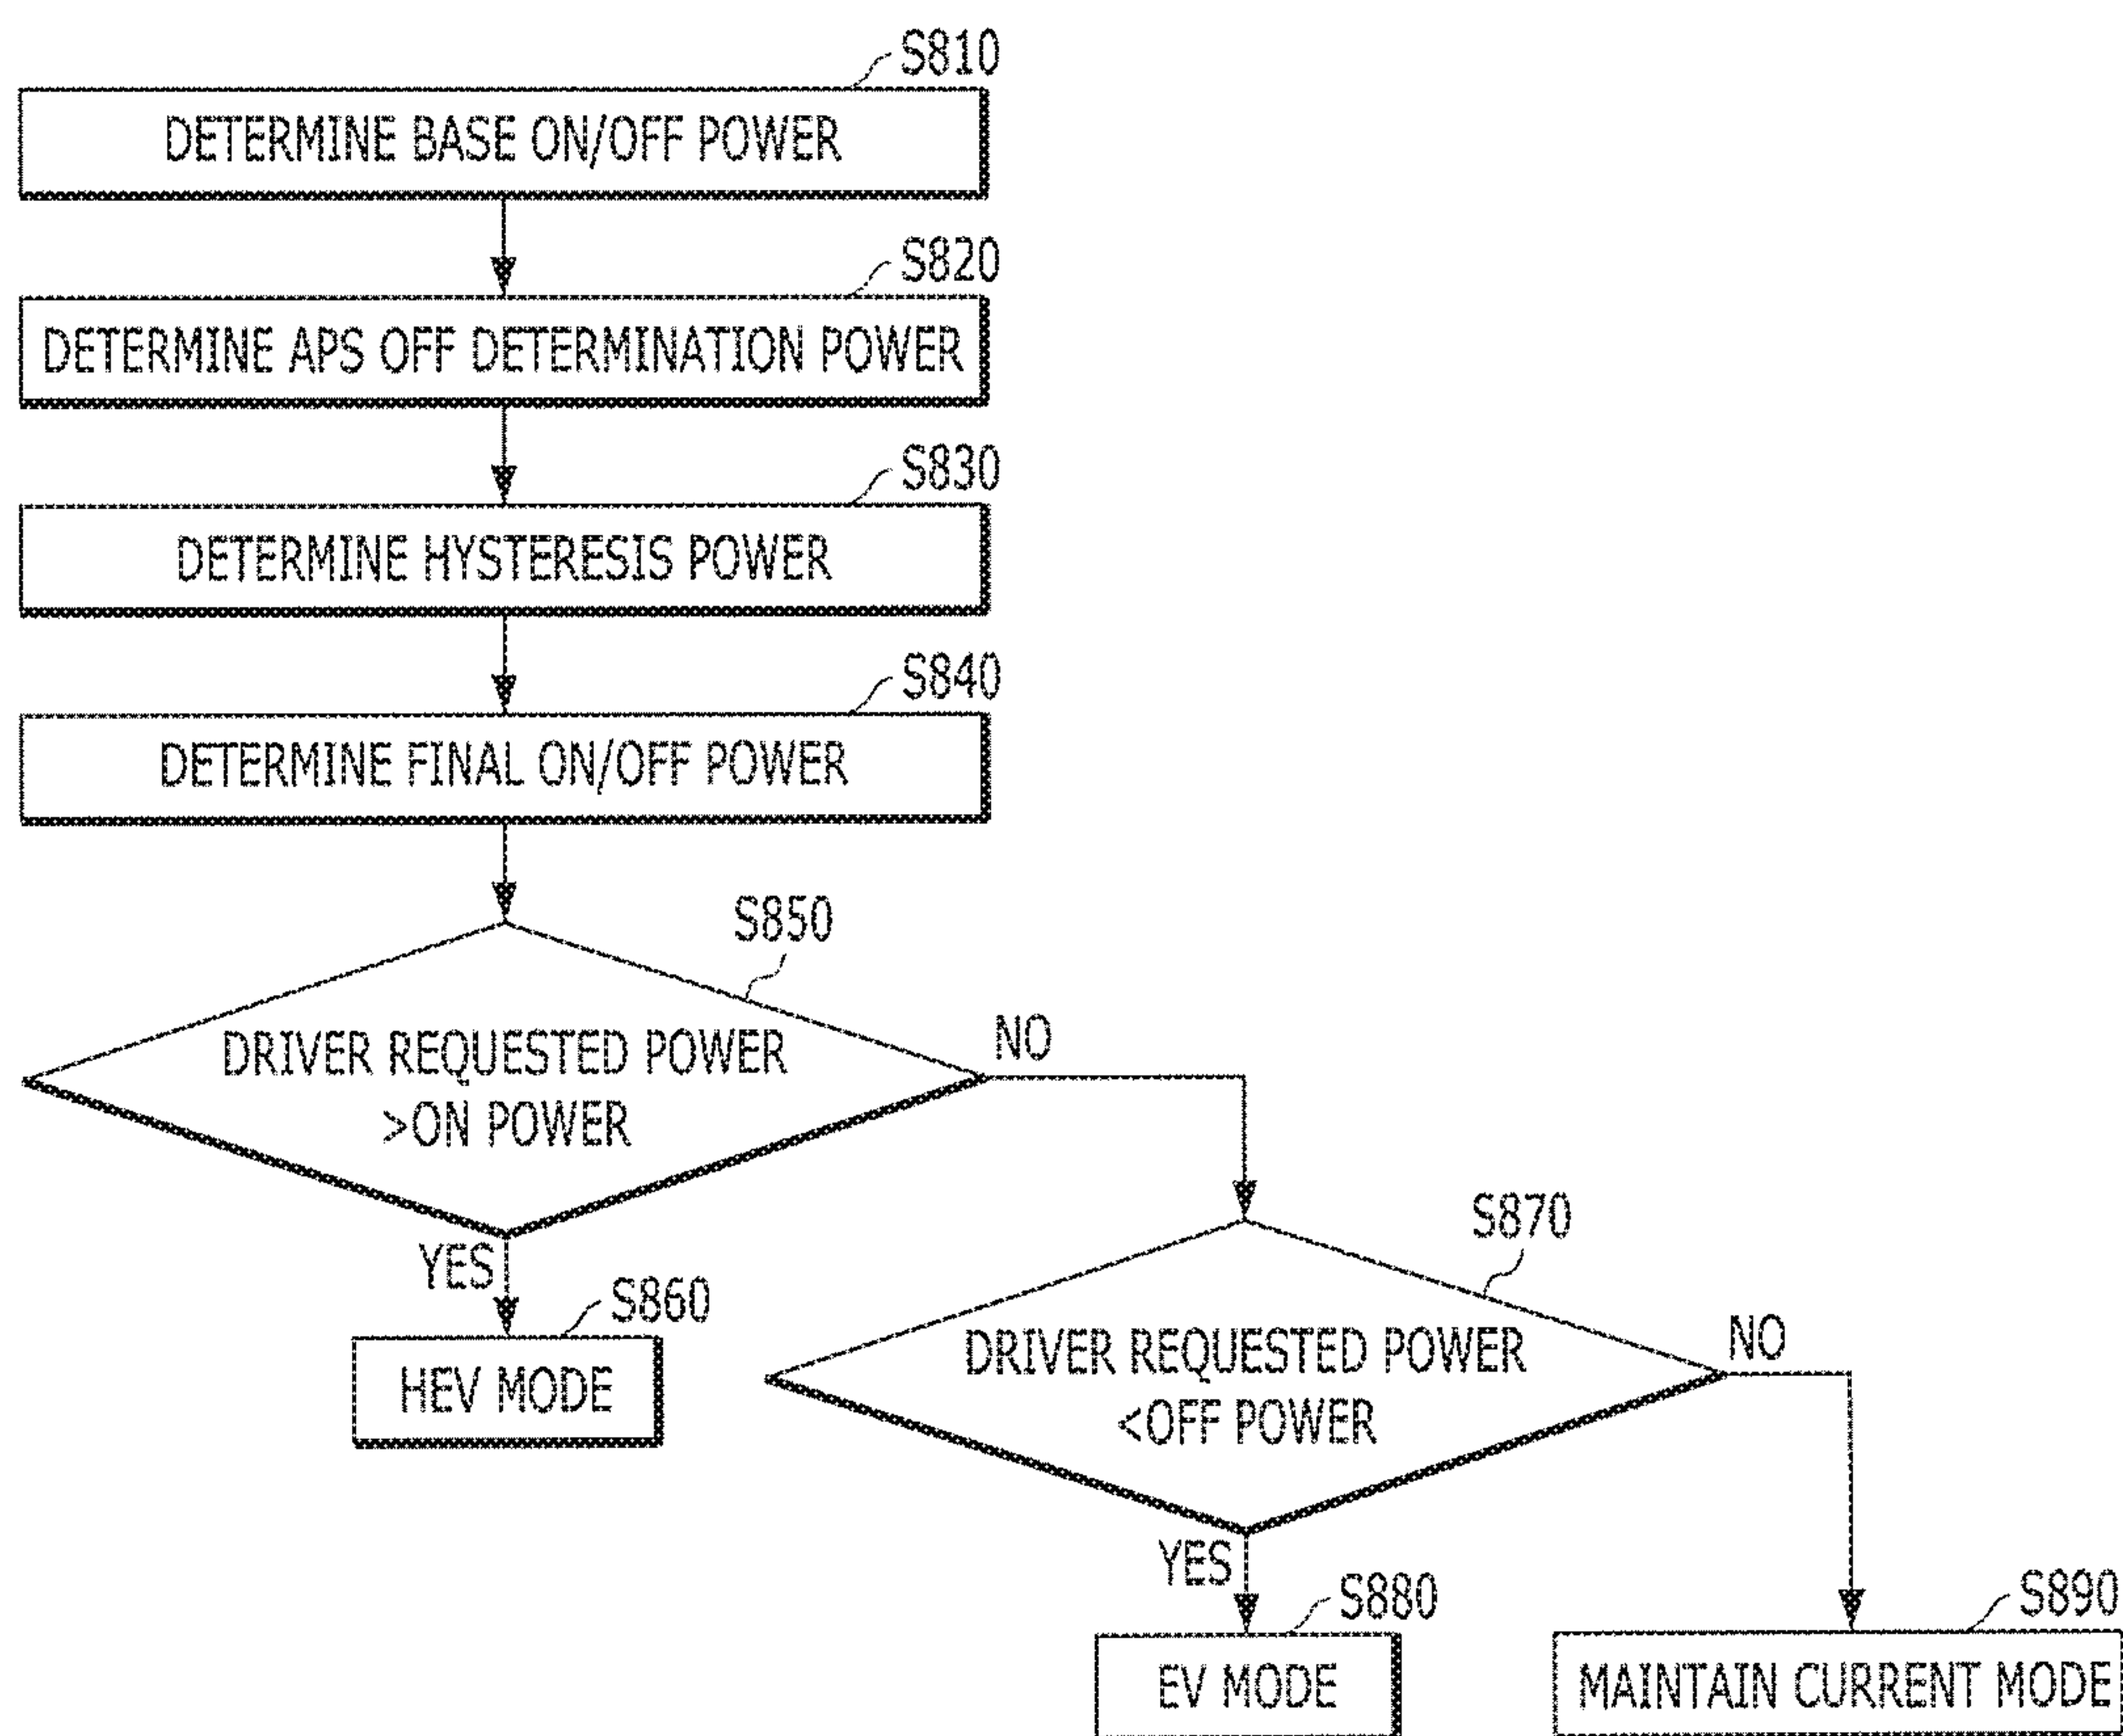 S810
DETERMINE BASE ON/OFF POWER
S820
DETERMINE APS OFF DETERMINATION POWER
S830
DETERMINE HYSTERESIS POWER
S840
DETERMINE FINAL ON/OFF POWER
S850
DRIVER REQUESTED POWER
>ON POWER
NO
YES
S860
HEV MODE
S870
DRIVER REQUESTED POWER
<OFF POWER
NO
YES
S880
EV MODE
S890
MAINTAIN CURRENT MODE